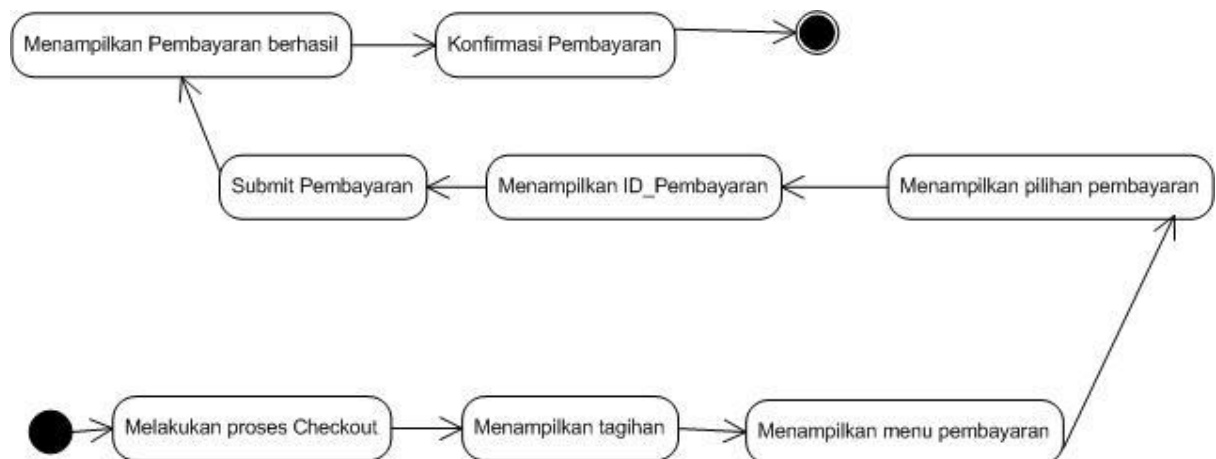 Menampilkan Pembayaran berhasil
Konfirmasi Pembayaran
Submit Pembayaran
Menampilkan ID_Pembayaran
Menampilkan pilihan pembayaran
Melakukan proses Checkout
Menampilkan tagihan
Menampilkan menu pembayaran